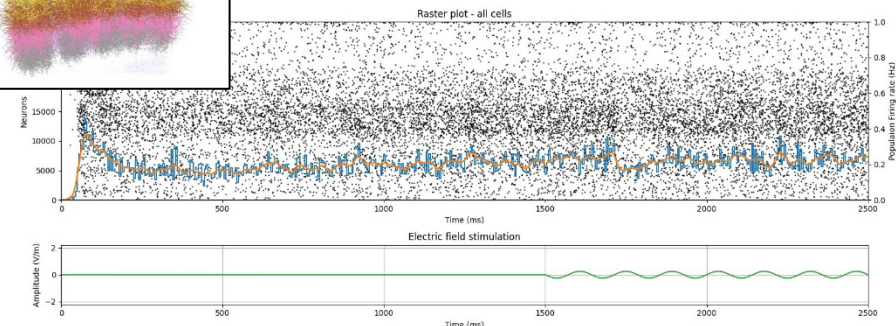 Raster plot - all cells
1.0
0.8
0.6
0.4
0.2
0.0
Population Firing rate (Hz)
Neurons
15000
10000
5000
0
0 500 1000 1500 2000 2500
Time (ms)
Electric field stimulation
Amplitude (V/m)
2
0
−2
0 500 1000 1500 2000 2500
Time (ms)